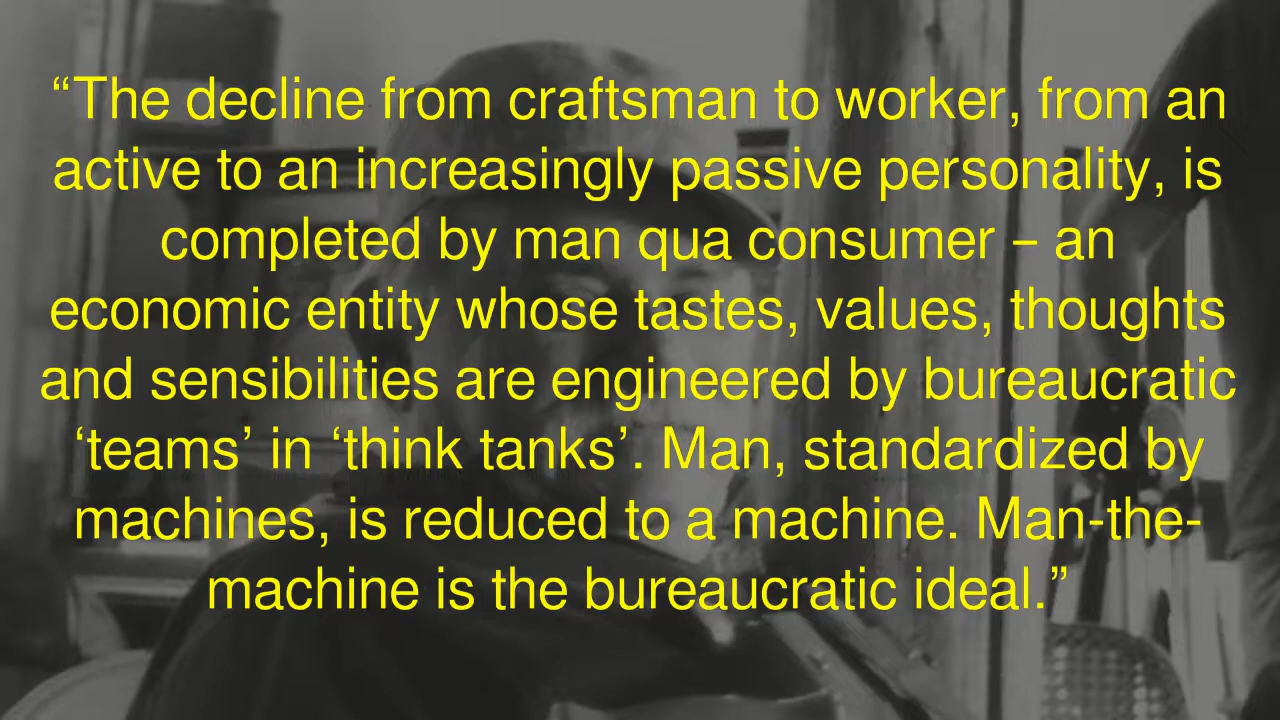 “The decline from craftsman to worker, from an
active to an increasingly passive personality, is
completed by man qua consumer – an
economic entity whose tastes, values, thoughts
and sensibilities are engineered by bureaucratic
‘teams’ in ‘think tanks’. Man, standardized by
machines, is reduced to a machine. Man-the-
machine is the bureaucratic ideal.”